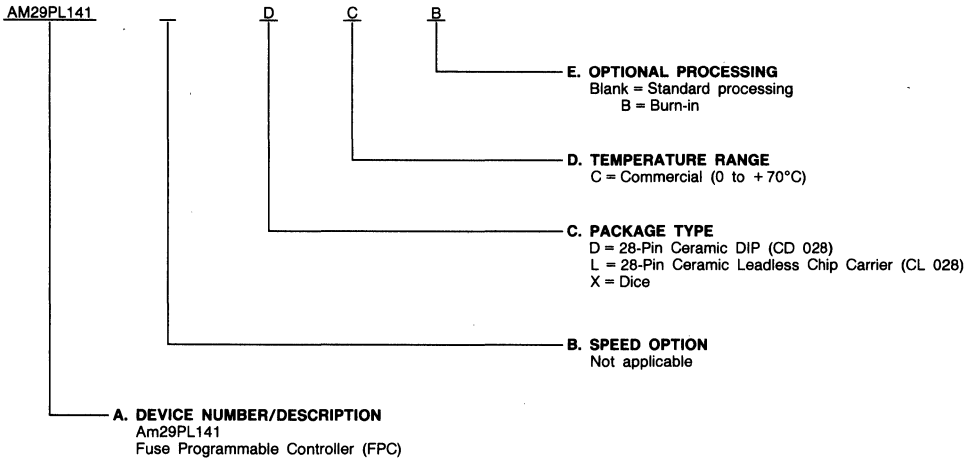 AM29PL141 _ D C B
E. OPTIONAL PROCESSING
Blank = Standard processing
B = Burn-in
D. TEMPERATURE RANGE
C = Commercial (0 to +70°C)
C. PACKAGE TYPE
D = 28-Pin Ceramic DIP (CD 028)
L = 28-Pin Ceramic Leadless Chip Carrier (CL 028)
X = Dice
B. SPEED OPTION
Not applicable
A. DEVICE NUMBER/DESCRIPTION
Am29PL141
Fuse Programmable Controller (FPC)